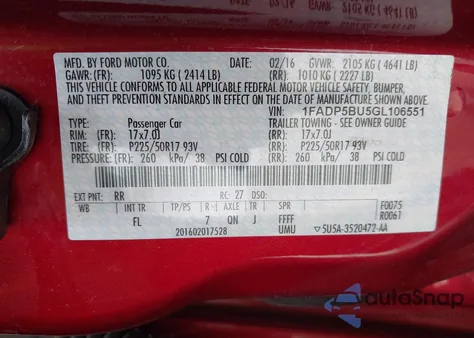 MFD. BY FORD MOTOR CO. 02/16 GVWR: 2105 KG ( 4641 LB)
GAWR: (FR): 1095 KG ( 2414 LB) (RR): 1010 KG ( 2227 LB)
THIS VEHICLE CONFORMS TO ALL APPLICABLE FEDERAL MOTOR VEHICLE SAFETY, BUMPER,
AND THEFT PREVENTION STANDARDS IN EFFECT ON THE DATE OF MANUFACTURE SHOWN ABOVE.
VIN: 1FADP5BU5GL106551
TYPE: Passenger Car TRAILER TOWING - SEE OWNER GUIDE
RIM: (FR) 17x7.0J (RR) 17x7.0J
TIRE: (FR) P225/50R17 93V (RR) P225/50R17 93V
PRESSURE: (FR) 260 kPa/ 38 PSI COLD (RR) 260 kPa/ 38 PSI COLD
EXT PNT: RR RC: 27 DSO:
WB INT TR TP/PS R AXLE TR SPR F0075
FL 7 QN J FFFF R0061
201602017528 UMU 5U5A-3520472-AA
autoSnap